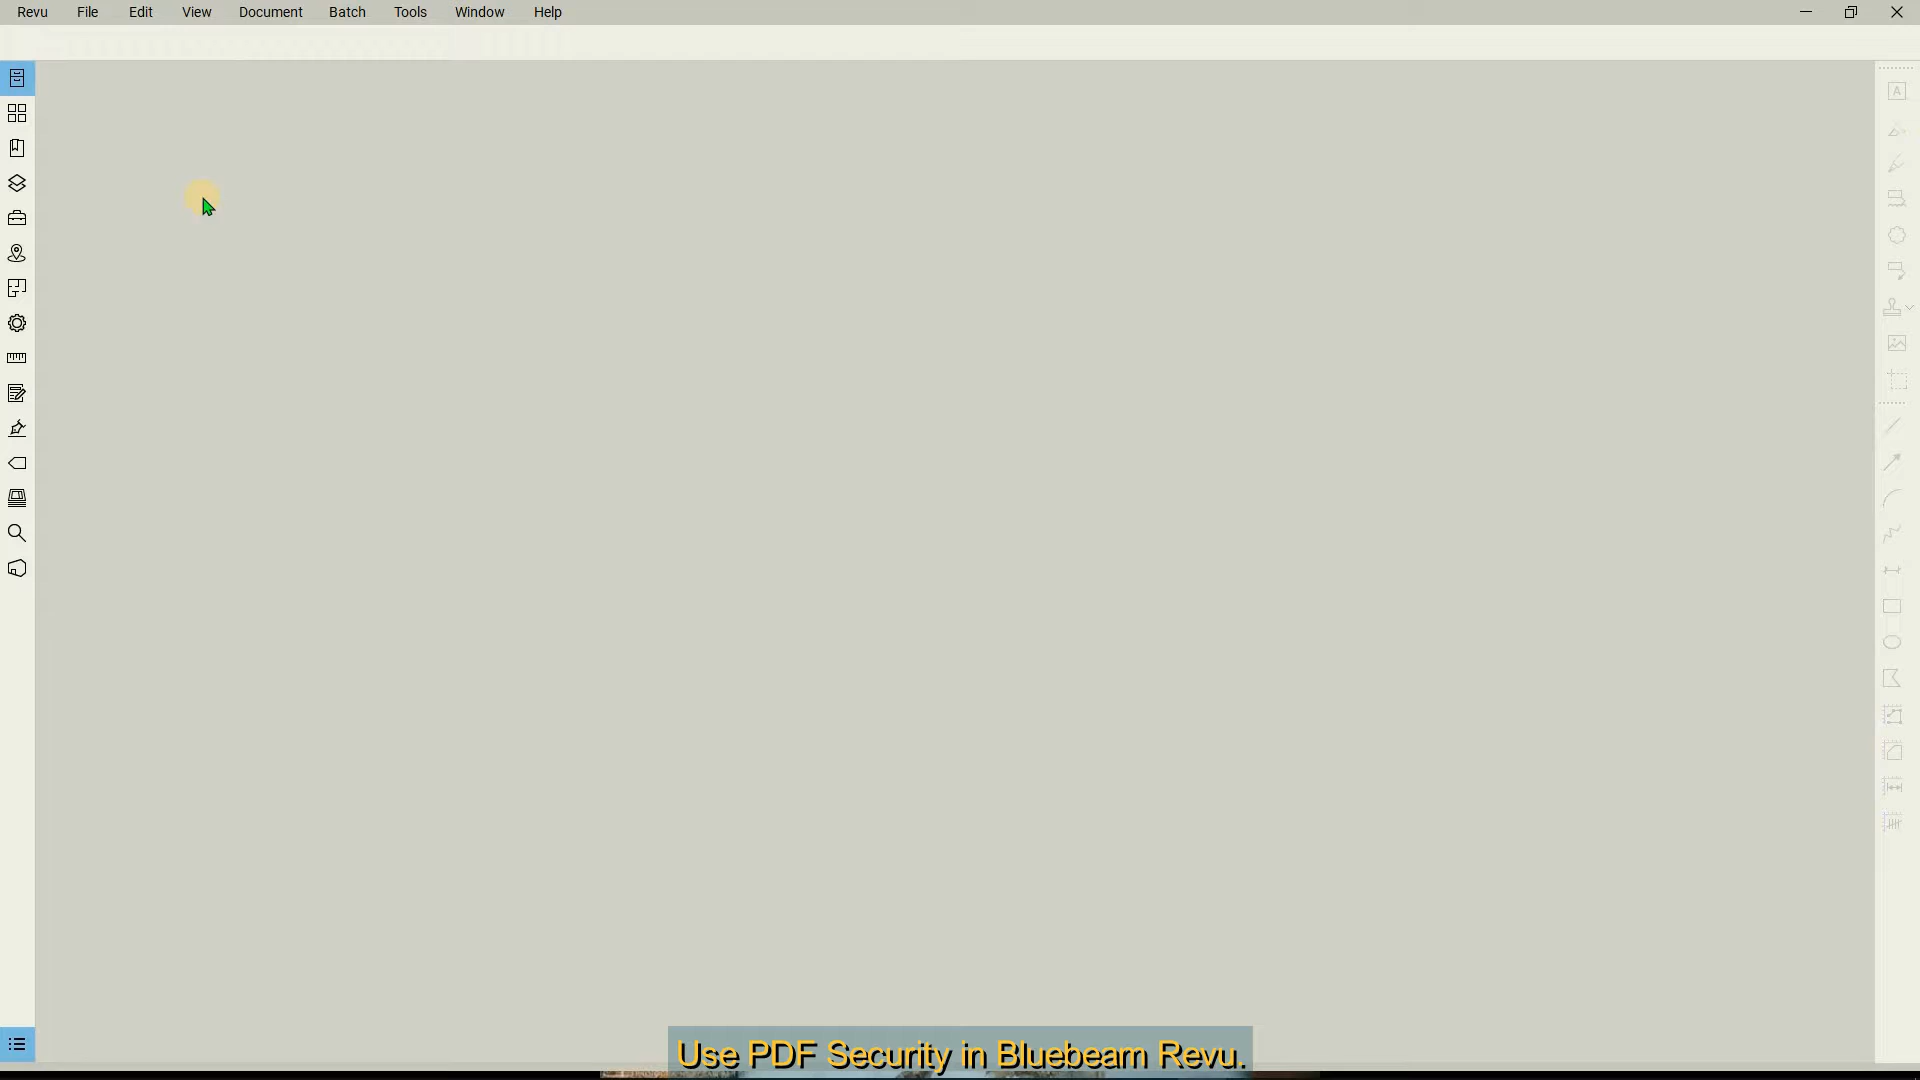 Revu File Edit View Document Batch Tools Window Help
A
Use PDF Security in Bluebeam Revu.